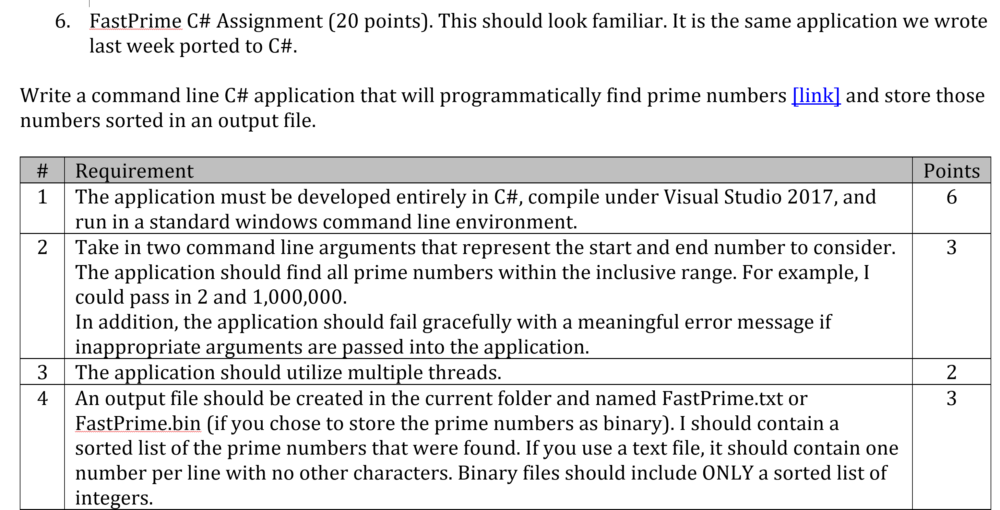 6. FastPrime C# Assignment (20 points). This should look familiar. It is the same application we wrote
last week ported to C#.
Write a command line C# application that will programmatically find prime numbers [link] and store those
numbers sorted in an output file.
# Requirement Points
1 The application must be developed entirely in C#, compile under Visual Studio 2017, and 6
run in a standard windows command line environment.
2 Take in two command line arguments that represent the start and end number to consider. 3
The application should find all prime numbers within the inclusive range. For example, I
could pass in 2 and 1,000,000.
In addition, the application should fail gracefully with a meaningful error message if
inappropriate arguments are passed into the application.
3 The application should utilize multiple threads. 2
4 An output file should be created in the current folder and named FastPrime.txt or 3
FastPrime.bin (if you chose to store the prime numbers as binary). I should contain a
sorted list of the prime numbers that were found. If you use a text file, it should contain one
number per line with no other characters. Binary files should include ONLY a sorted list of
integers.